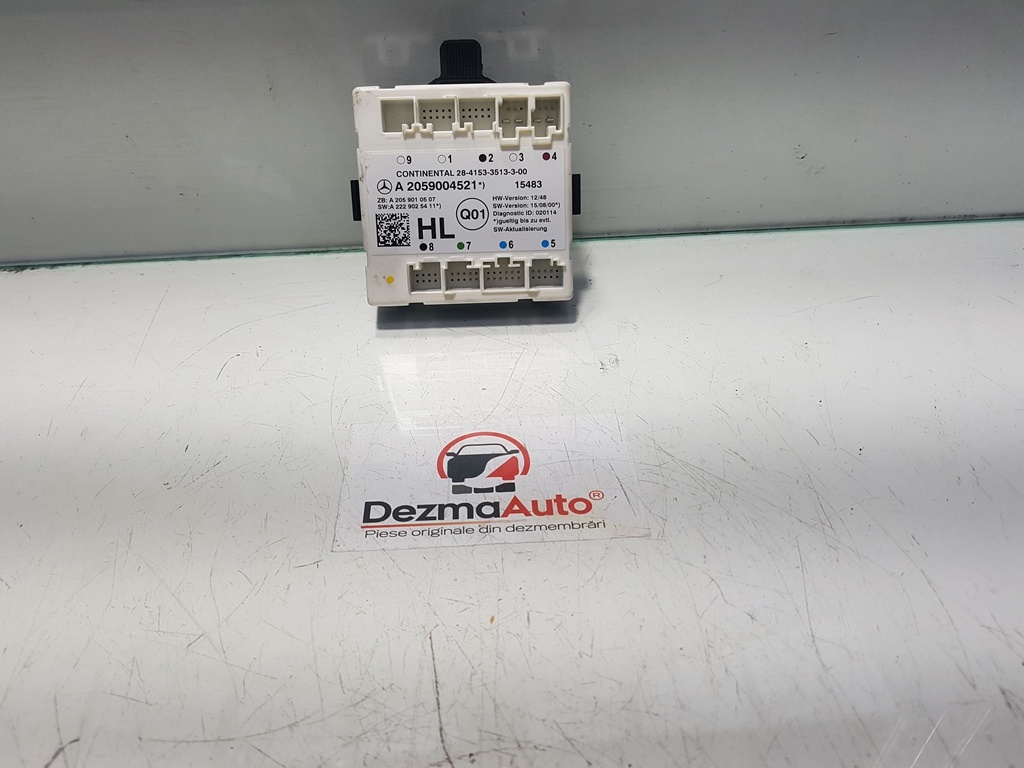 9 1 2 3 4
CONTINENTAL 28-4153-3513-3-00
A 2059004521*) 15483
ZB: A 205 901 05 07
SW:A 222 902 54 11*)
HW-Version: 12/48
SW-Version: 15/08/00*)
Diagnostic ID: 020114
*)gueltig bis zu evtl.
SW-Aktualisierung
HL
Q01
8 7 6 5
DezmaAuto®
Piese originale din dezmembrări